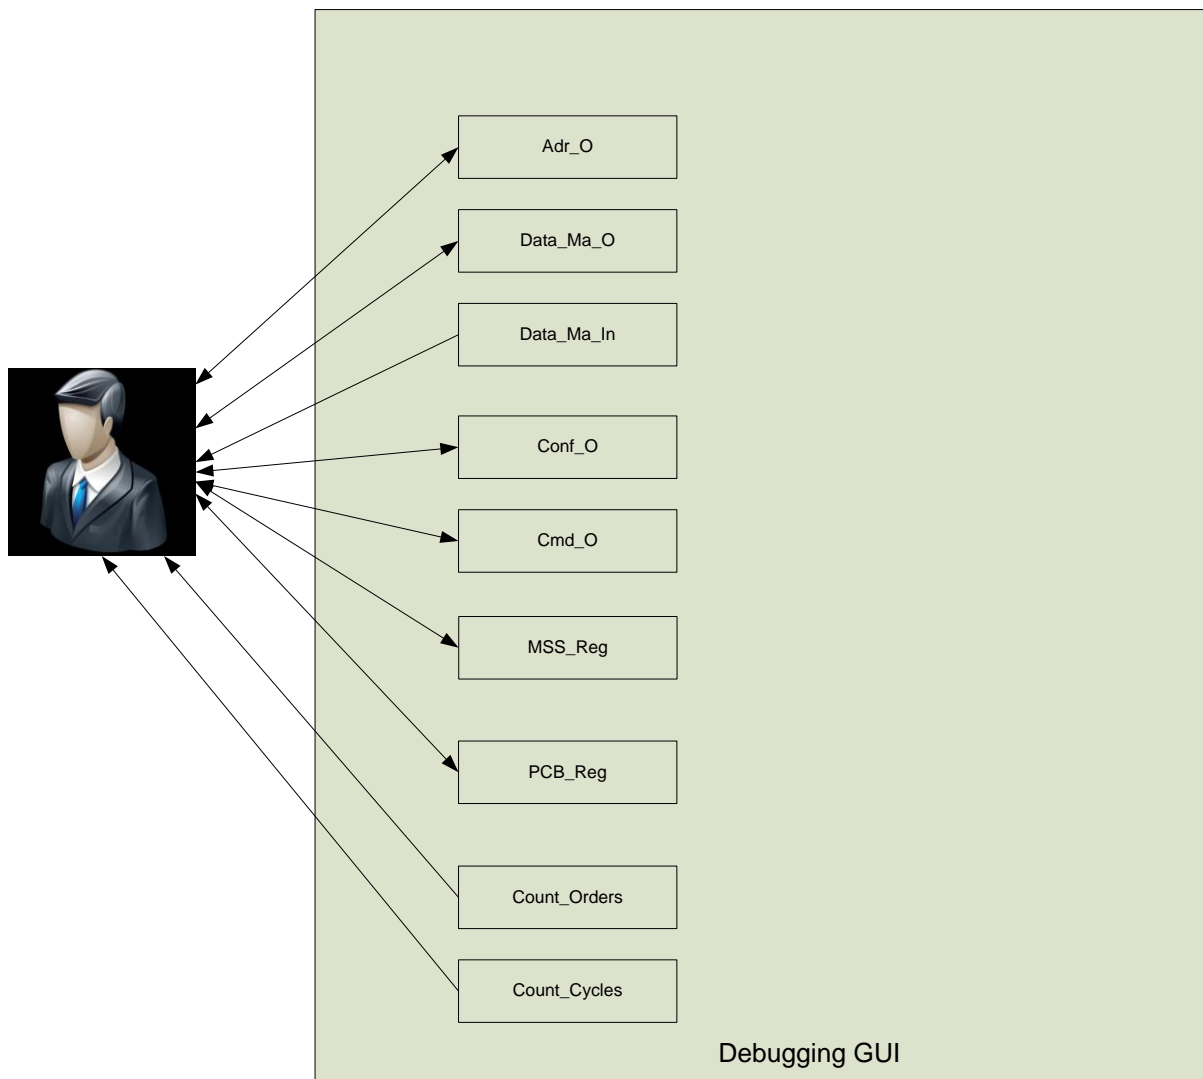 Adr_O
Data_Ma_O
Data_Ma_In
Conf_O
Cmd_O
MSS_Reg
PCB_Reg
Count_Orders
Count_Cycles
Debugging GUI